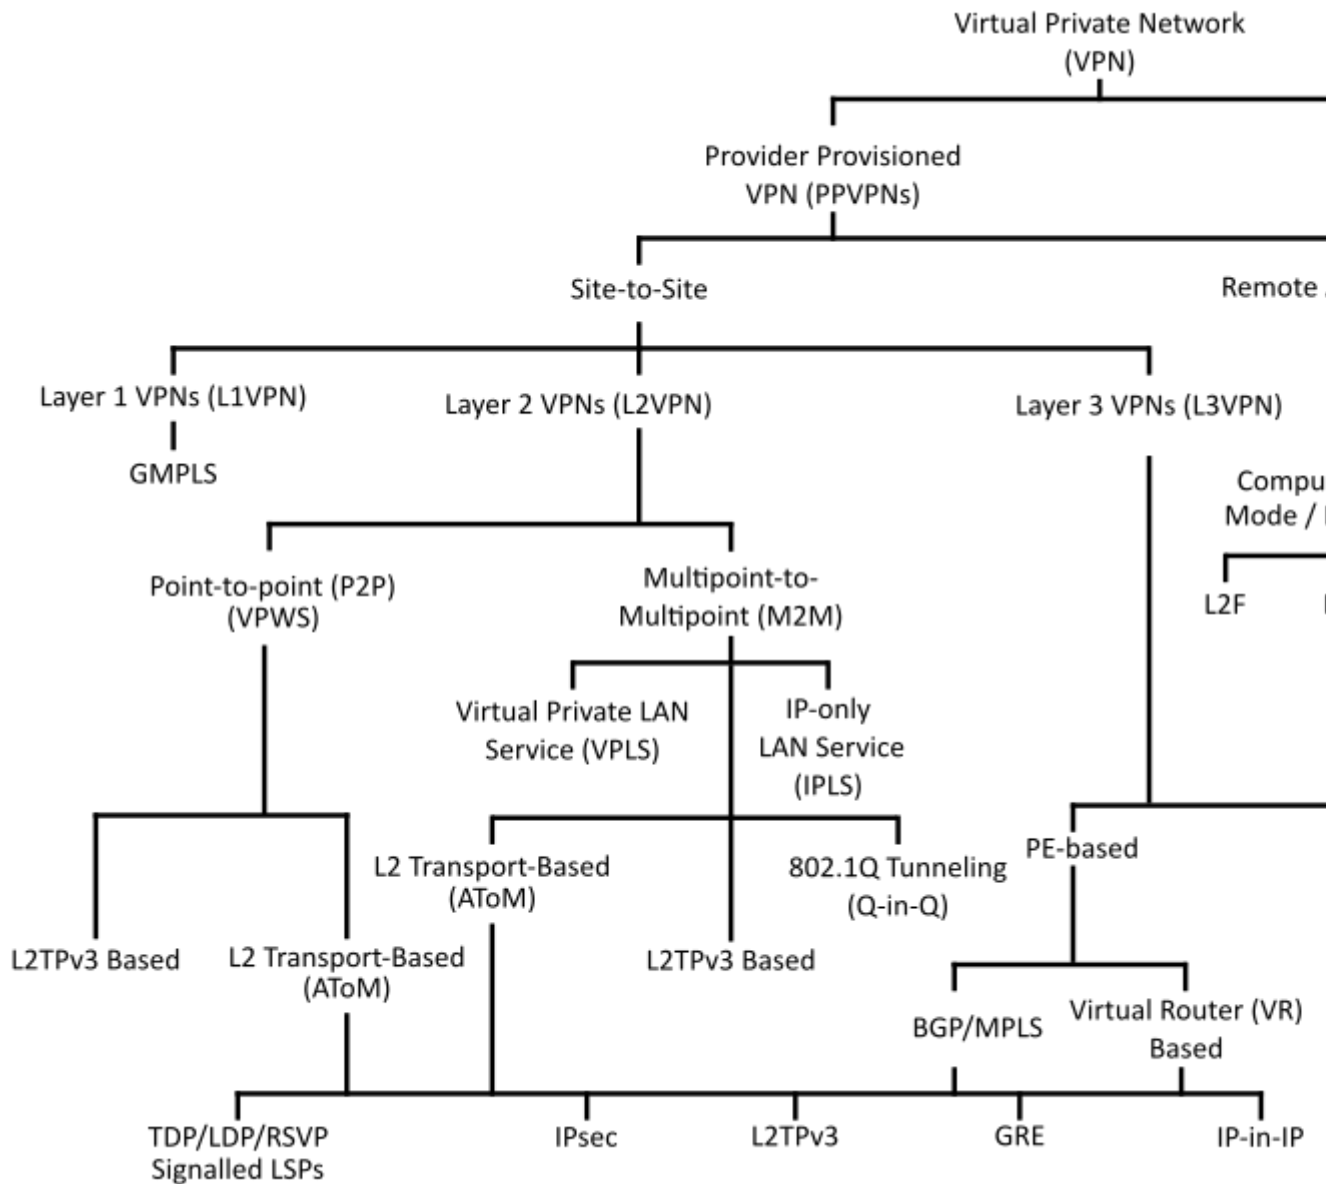 Virtual Private Network
(VPN)
Provider Provisioned
VPN (PPVPNs)
Site-to-Site
Remote
Layer 1 VPNs (L1VPN)
Layer 2 VPNs (L2VPN)
Layer 3 VPNs (L3VPN)
GMPLS
Compu
Mode /
Point-to-point (P2P)
(VPWS)
Multipoint-to-
Multipoint (M2M)
L2F
Virtual Private LAN
Service (VPLS)
IP-only
LAN Service
(IPLS)
PE-based
L2 Transport-Based
(AToM)
802.1Q Tunneling
(Q-in-Q)
L2TPv3 Based
L2 Transport-Based
(AToM)
L2TPv3 Based
BGP/MPLS
Virtual Router (VR)
Based
TDP/LDP/RSVP
Signalled LSPs
IPsec
L2TPv3
GRE
IP-in-IP